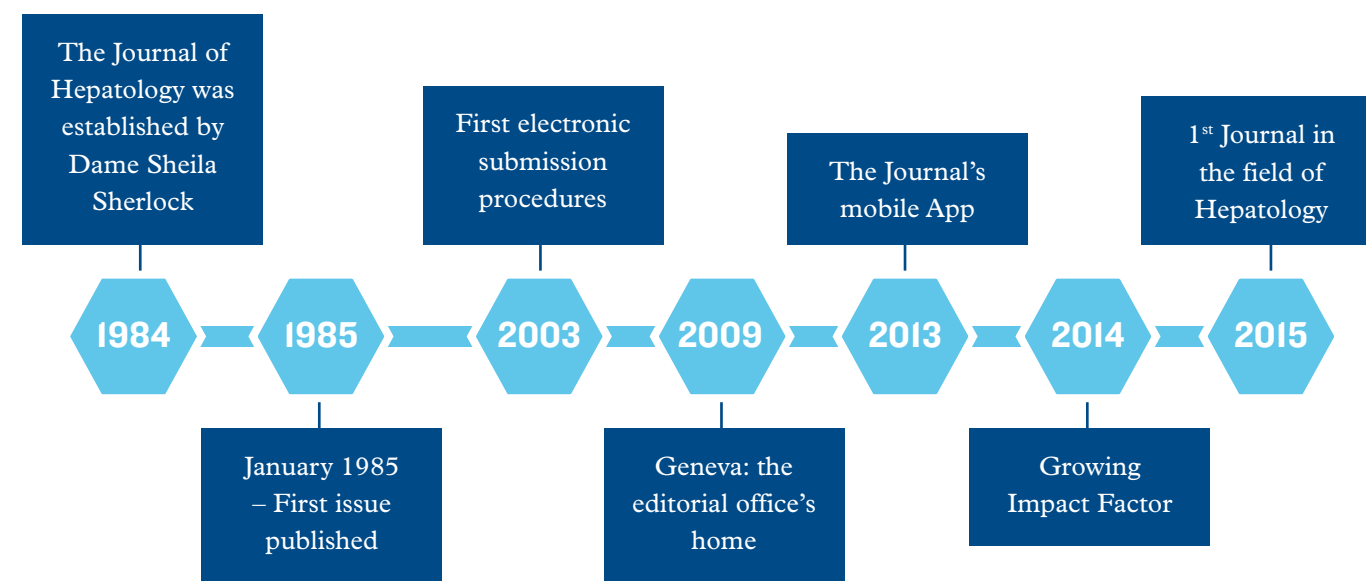 The Journal of
Hepatology was
established by
Dame Sheila
Sherlock
First electronic
submission
procedures
The Journal's
mobile App
1st Journal in
the field of
Hepatology
1984
1985
2003
2009
2013
2014
2015
January 1985
– First issue
published
Geneva: the
editorial office's
home
Growing
Impact Factor